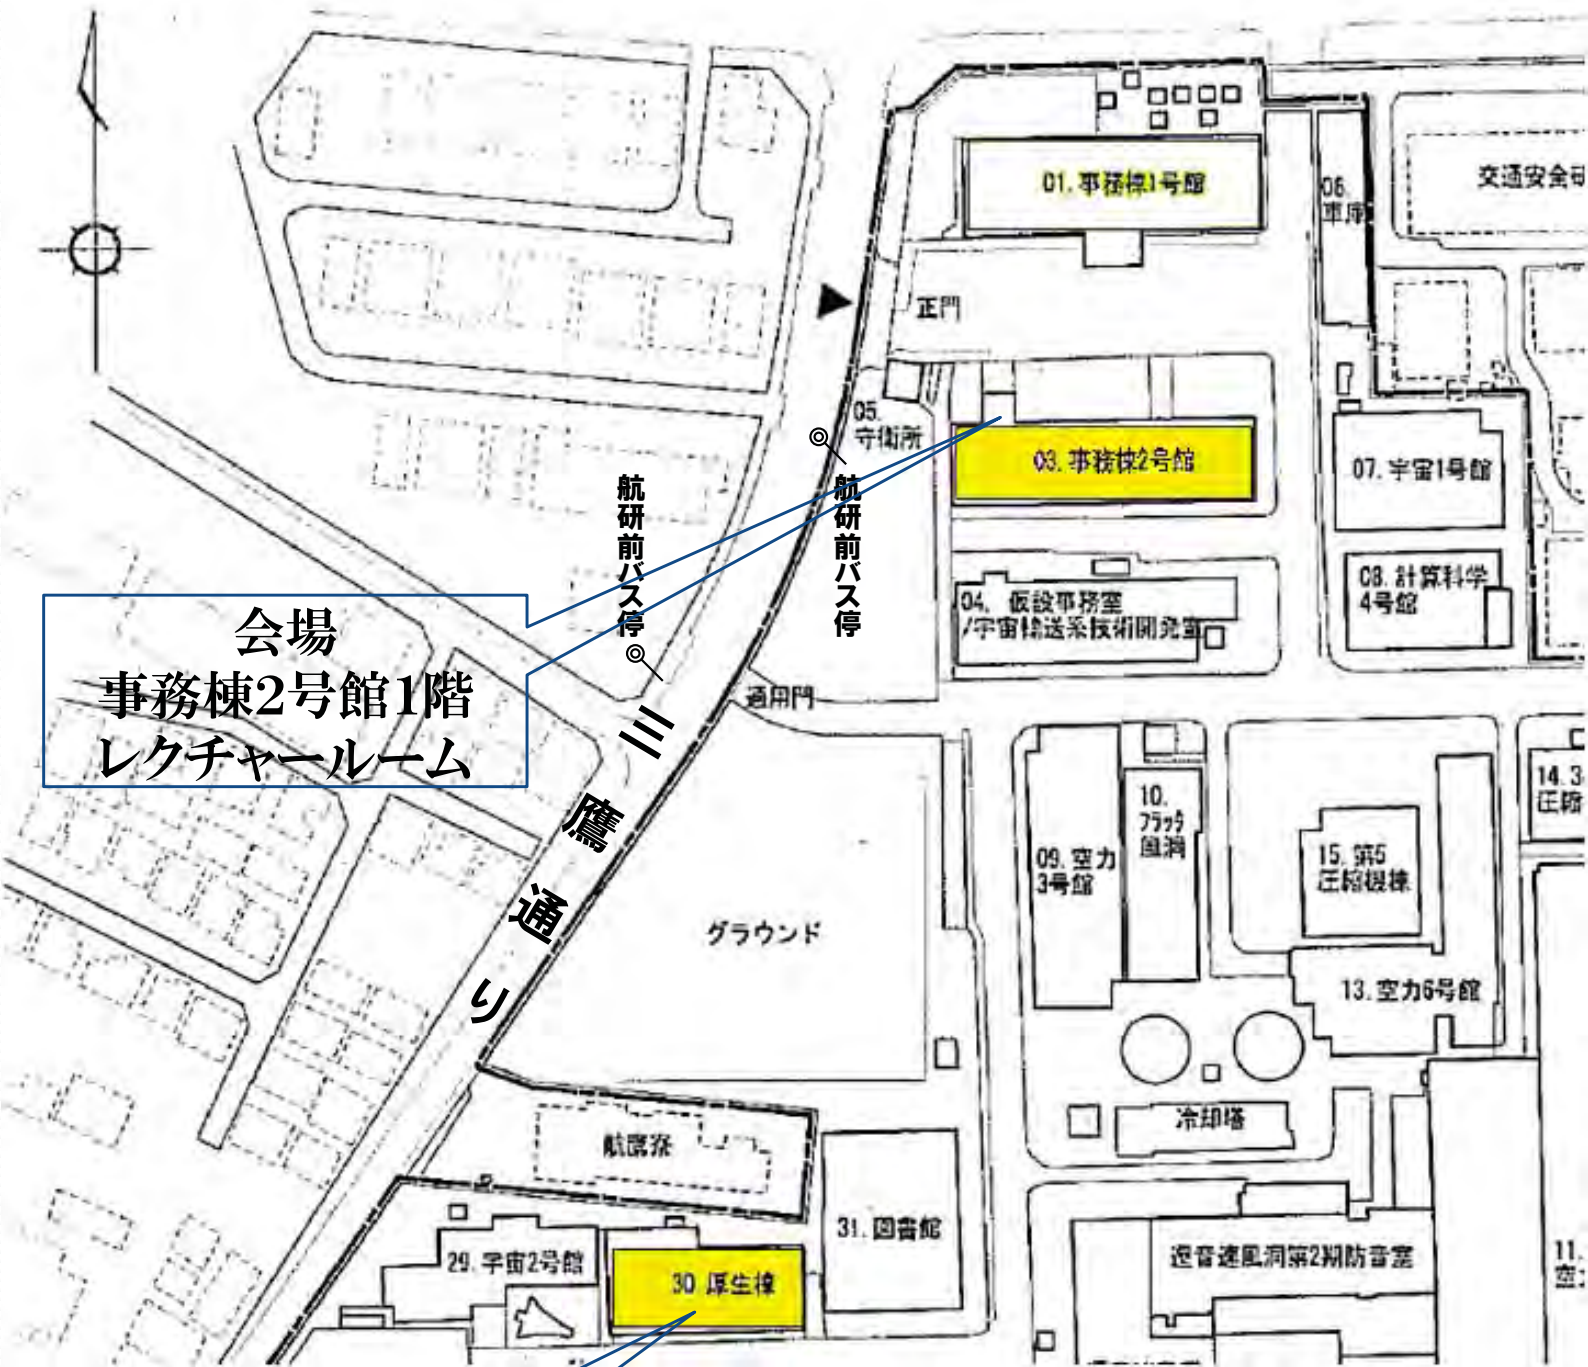 01. 事務棟1号館
06.
車庫
交通安全研
正門
05.
守衛所
03. 事務棟2号館
07. 宇宙1号館
航研前バス停
航研前バス停
08. 計算科学
4号館
04. 仮設事務室
/宇宙輸送系技術開発室
会場
事務棟2号館1階
レクチャールーム
通用門
三鷹通り
14. 3
圧縮
10.
フラッタ
風洞
09. 空力
3号館
15. 第5
圧縮機棟
グラウンド
13. 空力6号館
冷却塔
航鷹寮
31. 図書館
29. 宇宙2号館
30 厚生棟
遷音速風洞第2期防音室
11.
空